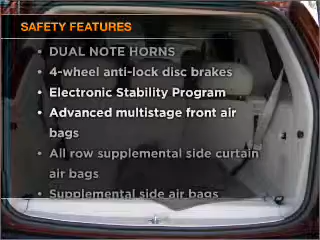 SAFETY FEATURES
• DUAL NOTE HORNS
• 4-wheel anti-lock disc brakes
• Electronic Stability Program
• Advanced multistage front air
bags
• All row supplemental side curtain
air bags
• Supplemental side air bags